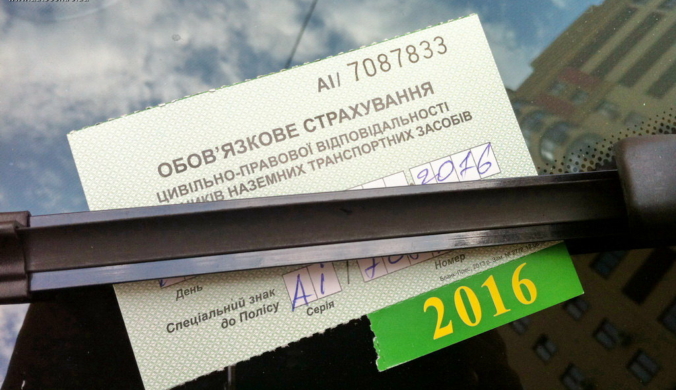 АІ/ 7087833
ОБОВ'ЯЗКОВЕ СТРАХУВАННЯ
ЦИВІЛЬНО-ПРАВОВОЇ ВІДПОВІДАЛЬНОСТІ
НАЗЕМНИХ ТРАНСПОРТНИХ ЗАСОБІВ
2016
День
Спеціальний знак АІ / 70
до Полісу Серія Номер
2016